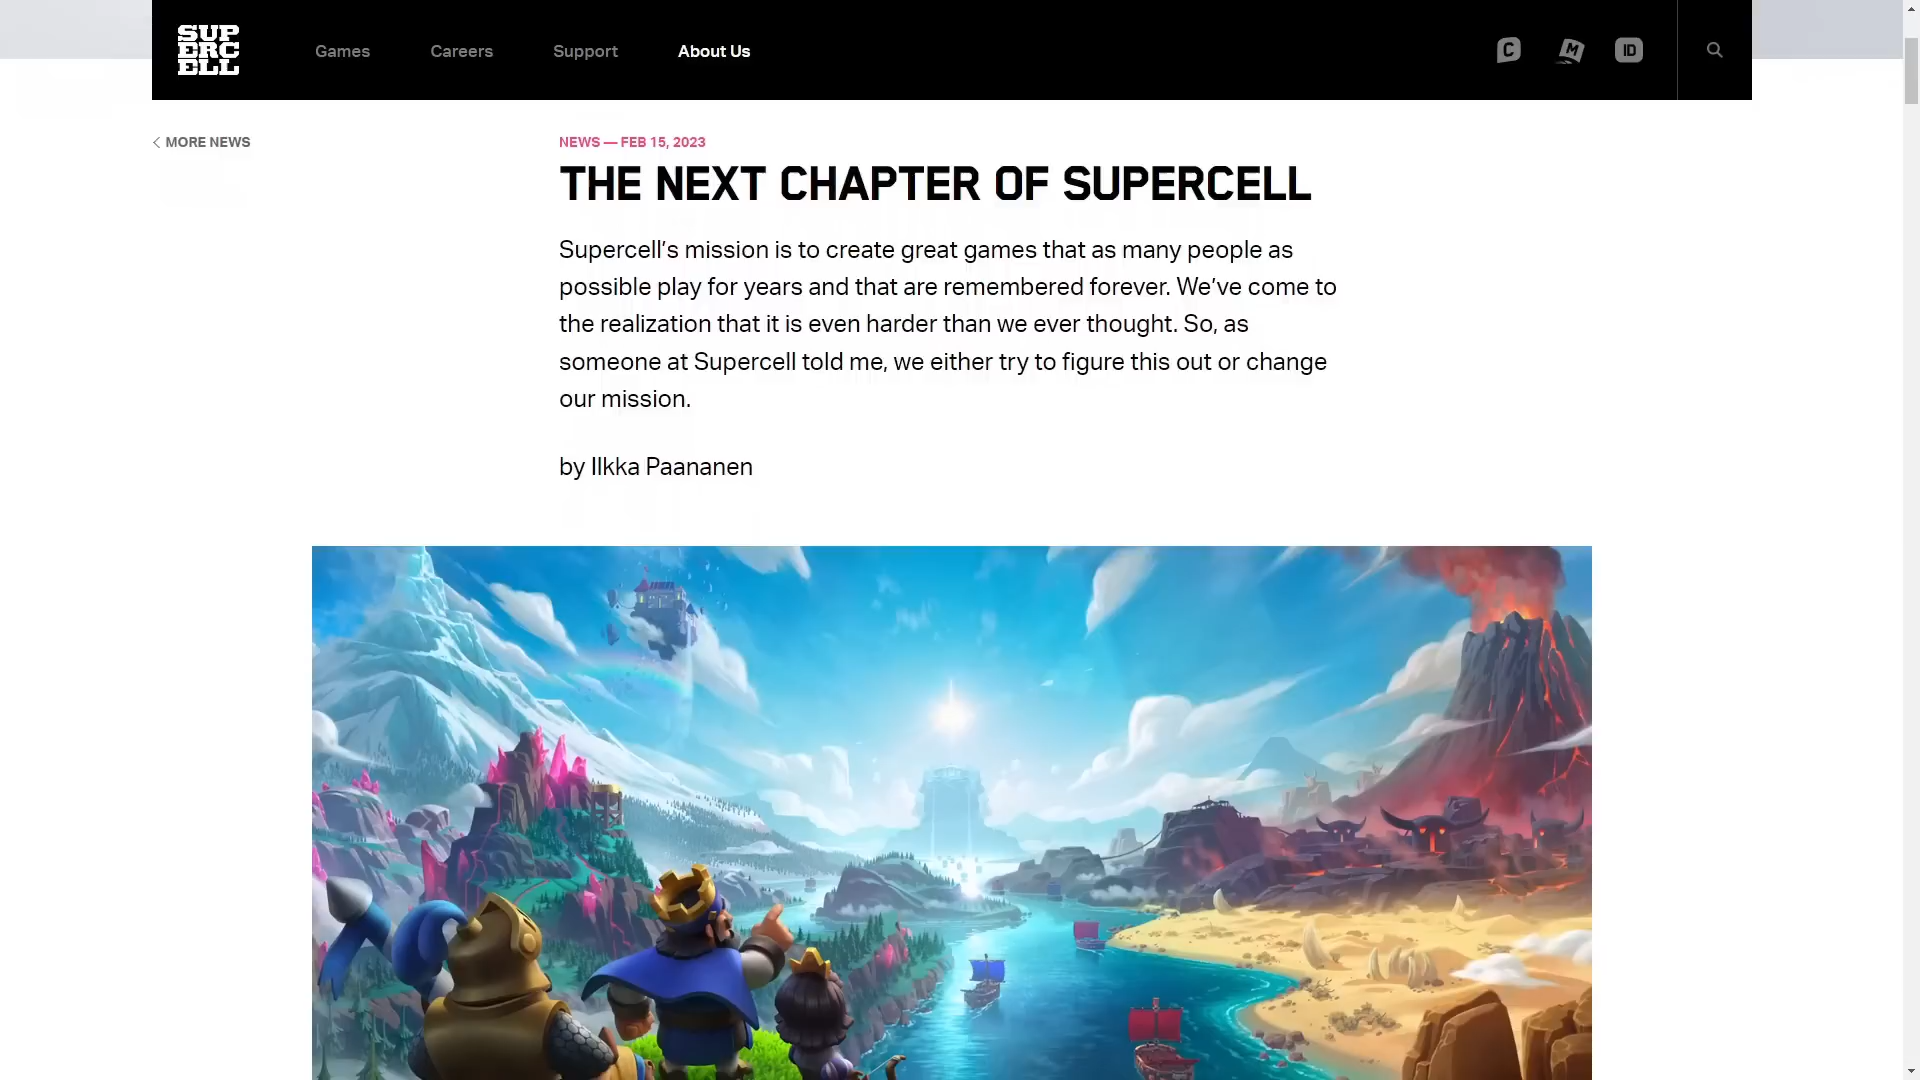 SUP
ERC
ELL
Games
Careers
Support
About Us
C
M
ID
MORE NEWS
NEWS — FEB 15, 2023
THE NEXT CHAPTER OF SUPERCELL
Supercell’s mission is to create great games that as many people as
possible play for years and that are remembered forever. We’ve come to
the realization that it is even harder than we ever thought. So, as
someone at Supercell told me, we either try to figure this out or change
our mission.
by Ilkka Paananen